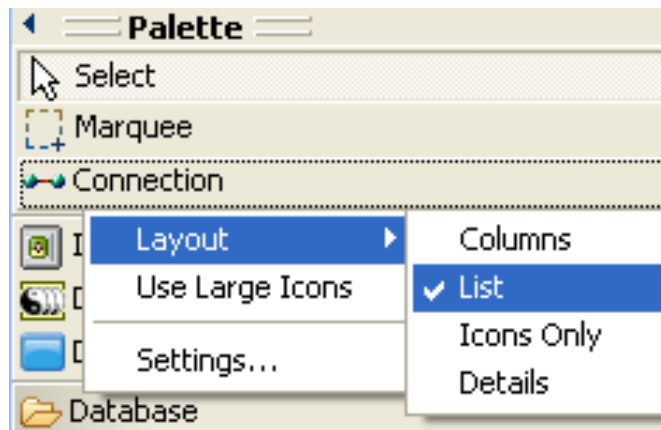 Palette
Select
Marquee
Connection
Layout
Use Large Icons
Settings...
Columns
List
Icons Only
Details
Database